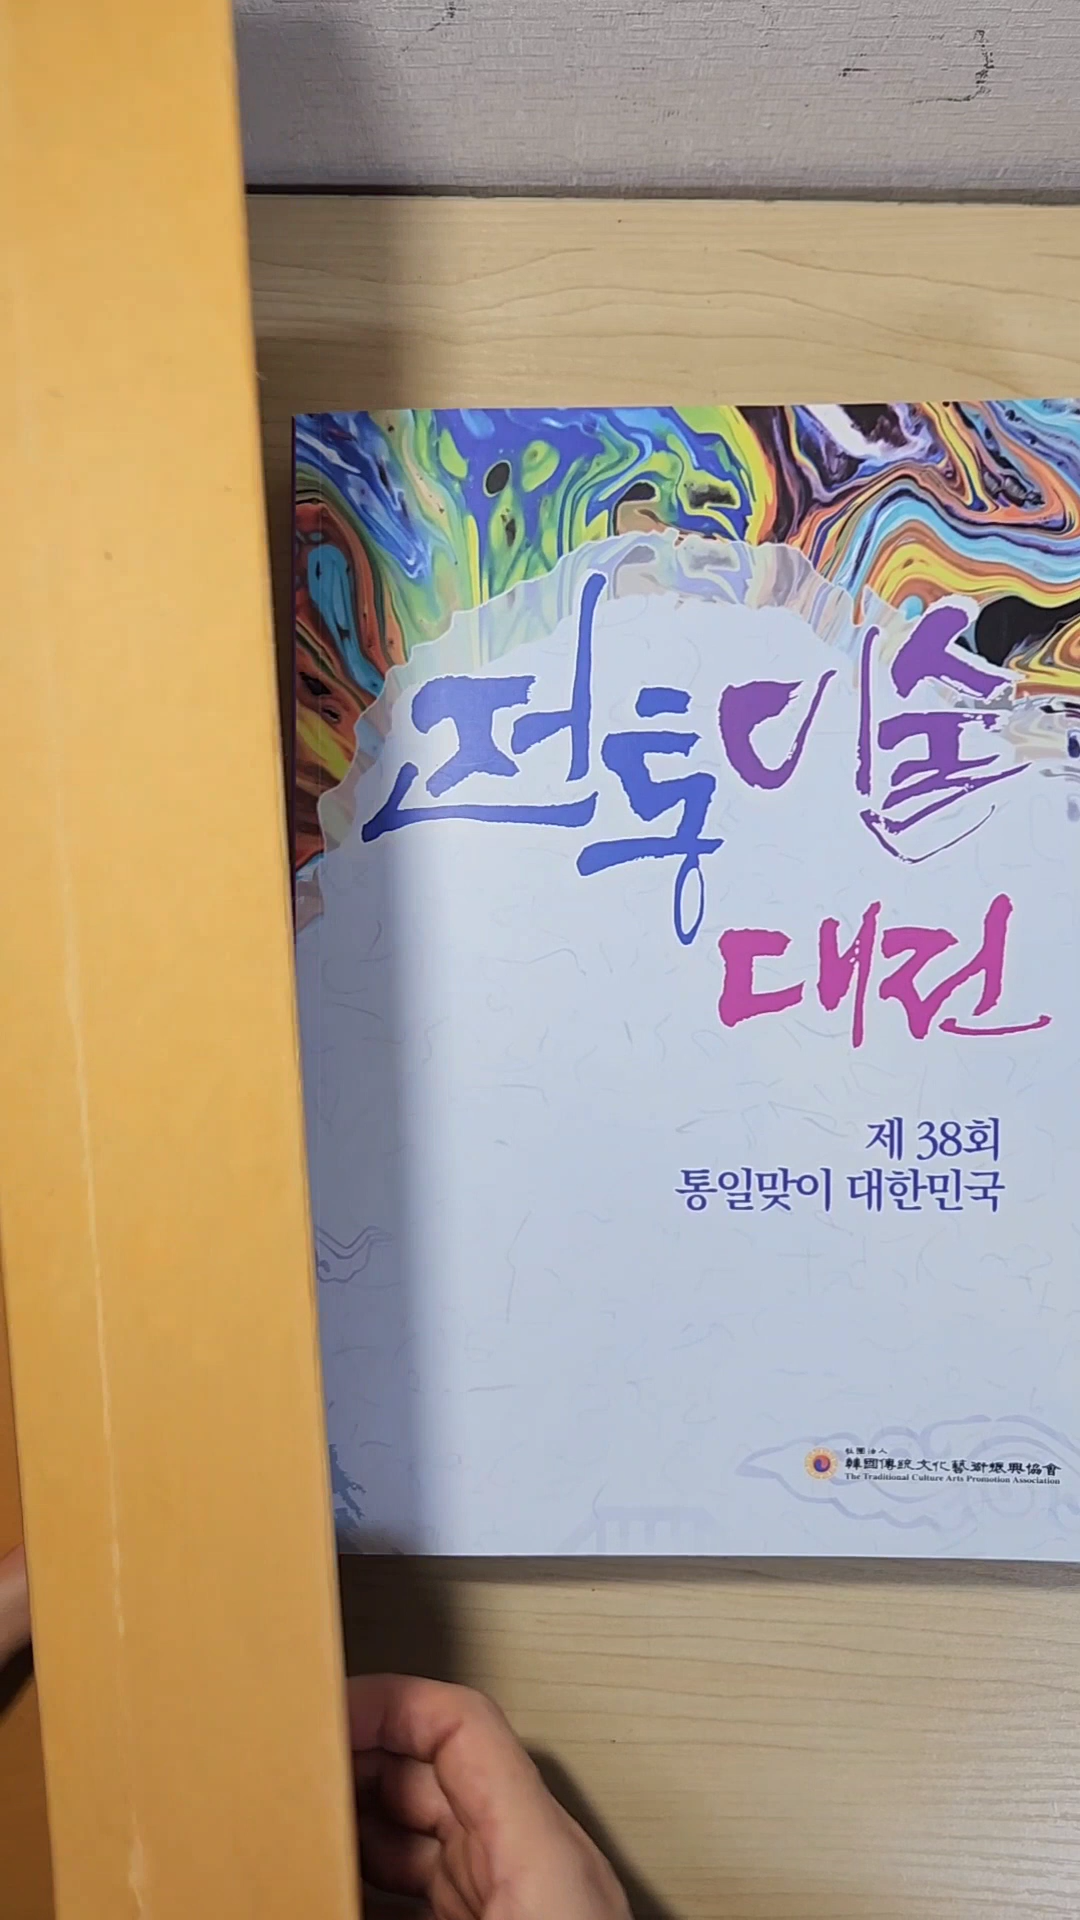 전통미술
대전
제 38회
통일맞이 대한민국
社團法人
韓國傳統文化藝術振興協會
The Traditional Culture Arts Promotion Association